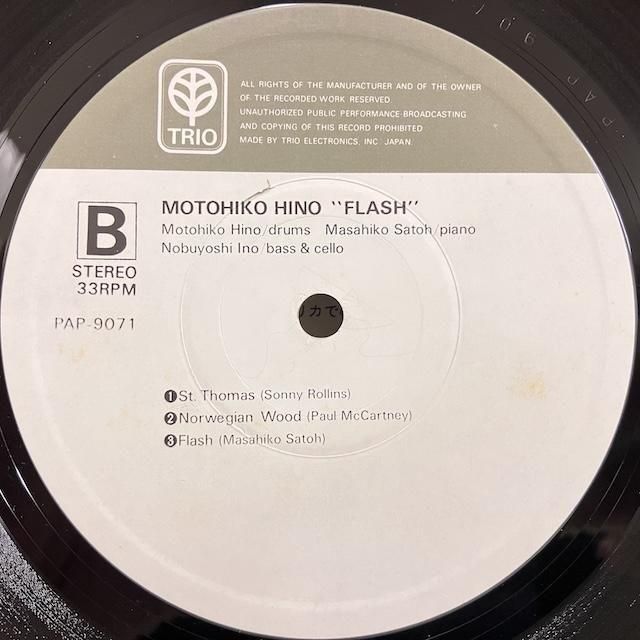 TRIO
ALL RIGHTS OF THE MANUFACTURER AND OF THE OWNER
OF THE RECORDED WORK RESERVED.
UNAUTHORIZED PUBLIC PERFORMANCE·BROADCASTING
AND COPYING OF THIS RECORD PROHIBITED
MADE BY TRIO ELECTRONICS, INC. JAPAN.
B
STEREO
33RPM
PAP-9071
MOTOHIKO HINO "FLASH"
Motohiko Hino/drums Masahiko Satoh/piano
Nobuyoshi Ino/bass & cello
❶St. Thomas (Sonny Rollins)
❷Norwegian Wood (Paul McCartney)
❸Flash (Masahiko Satoh)